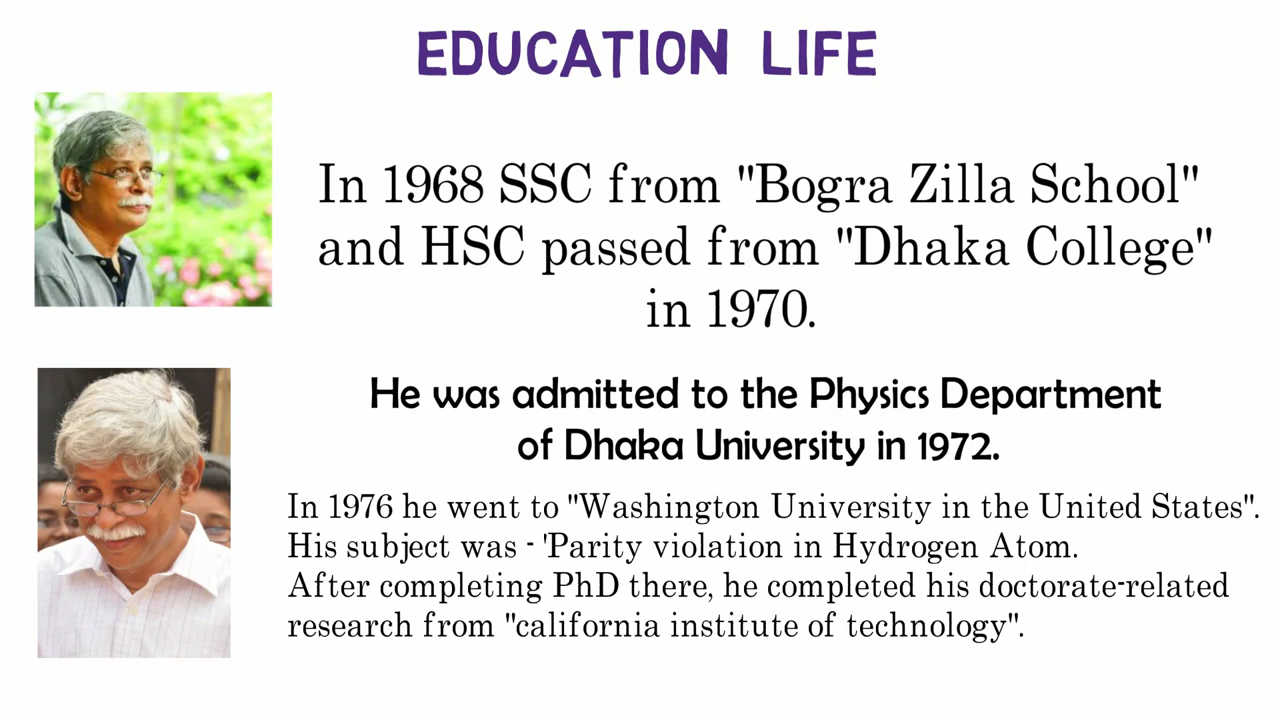 EDUCATION LIFE
In 1968 SSC from "Bogra Zilla School"
and HSC passed from "Dhaka College"
in 1970.
He was admitted to the Physics Department
of Dhaka University in 1972.
In 1976 he went to "Washington University in the United States".
His subject was - 'Parity violation in Hydrogen Atom.
After completing PhD there, he completed his doctorate-related
research from "california institute of technology".